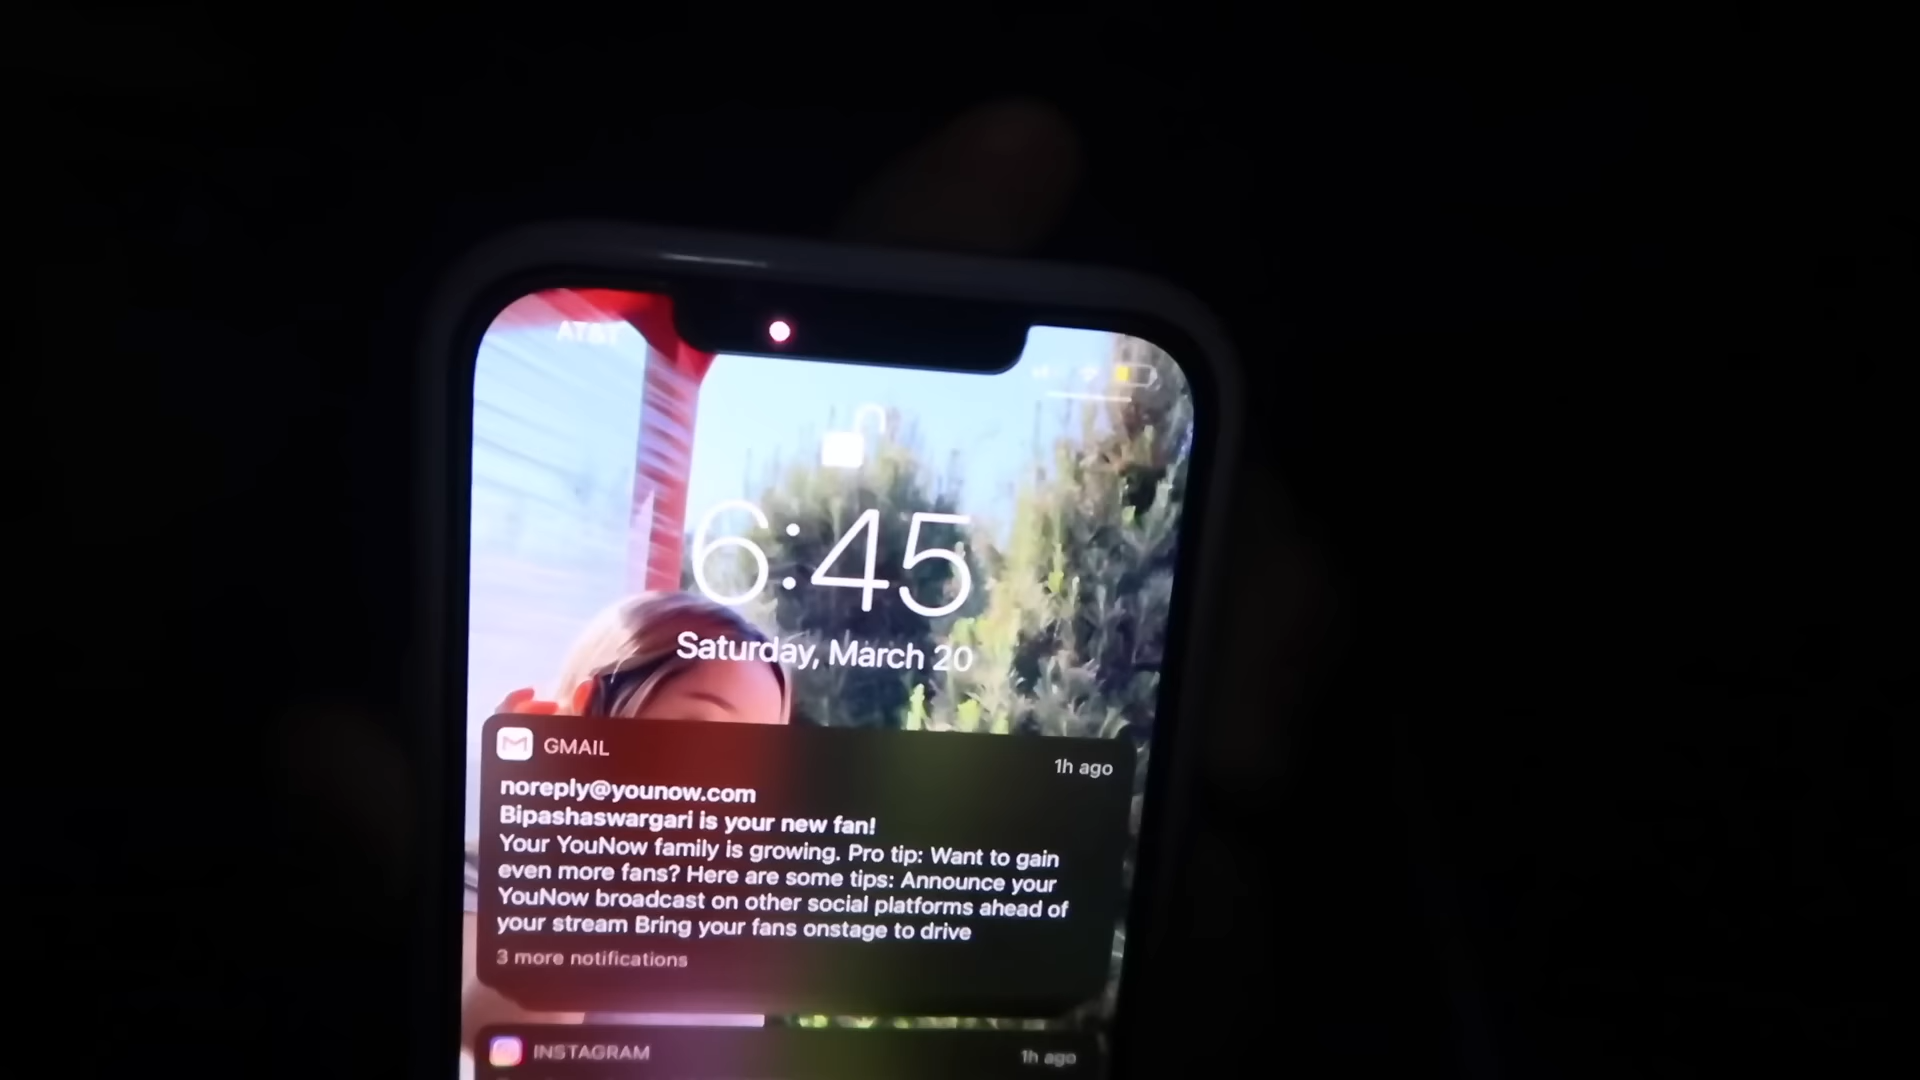 AT&T
6:45
Saturday, March 20
GMAIL
1h ago
noreply@younow.com
Bipashaswargari is your new fan!
Your YouNow family is growing. Pro tip: Want to gain
even more fans? Here are some tips: Announce your
YouNow broadcast on other social platforms ahead of
your stream Bring your fans onstage to drive
3 more notifications
INSTAGRAM
1h ago